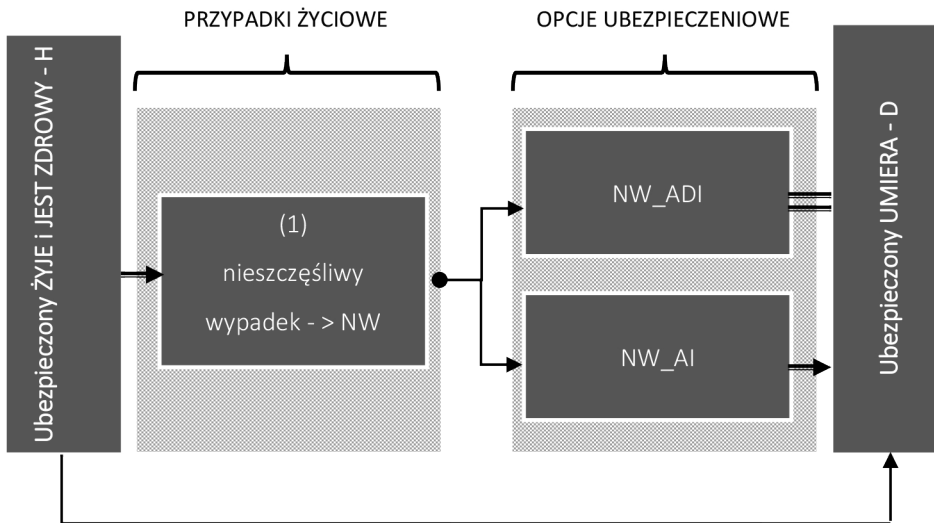 PRZYPADKI ŻYCIOWE
OPCJE UBEZPIECZENIOWE
Ubezpieczony ŻYJE i JEST ZDROWY - H
(1)
nieszczęśliwy
wypadek - > NW
NW_ADI
NW_AI
Ubezpieczony UMIERA - D